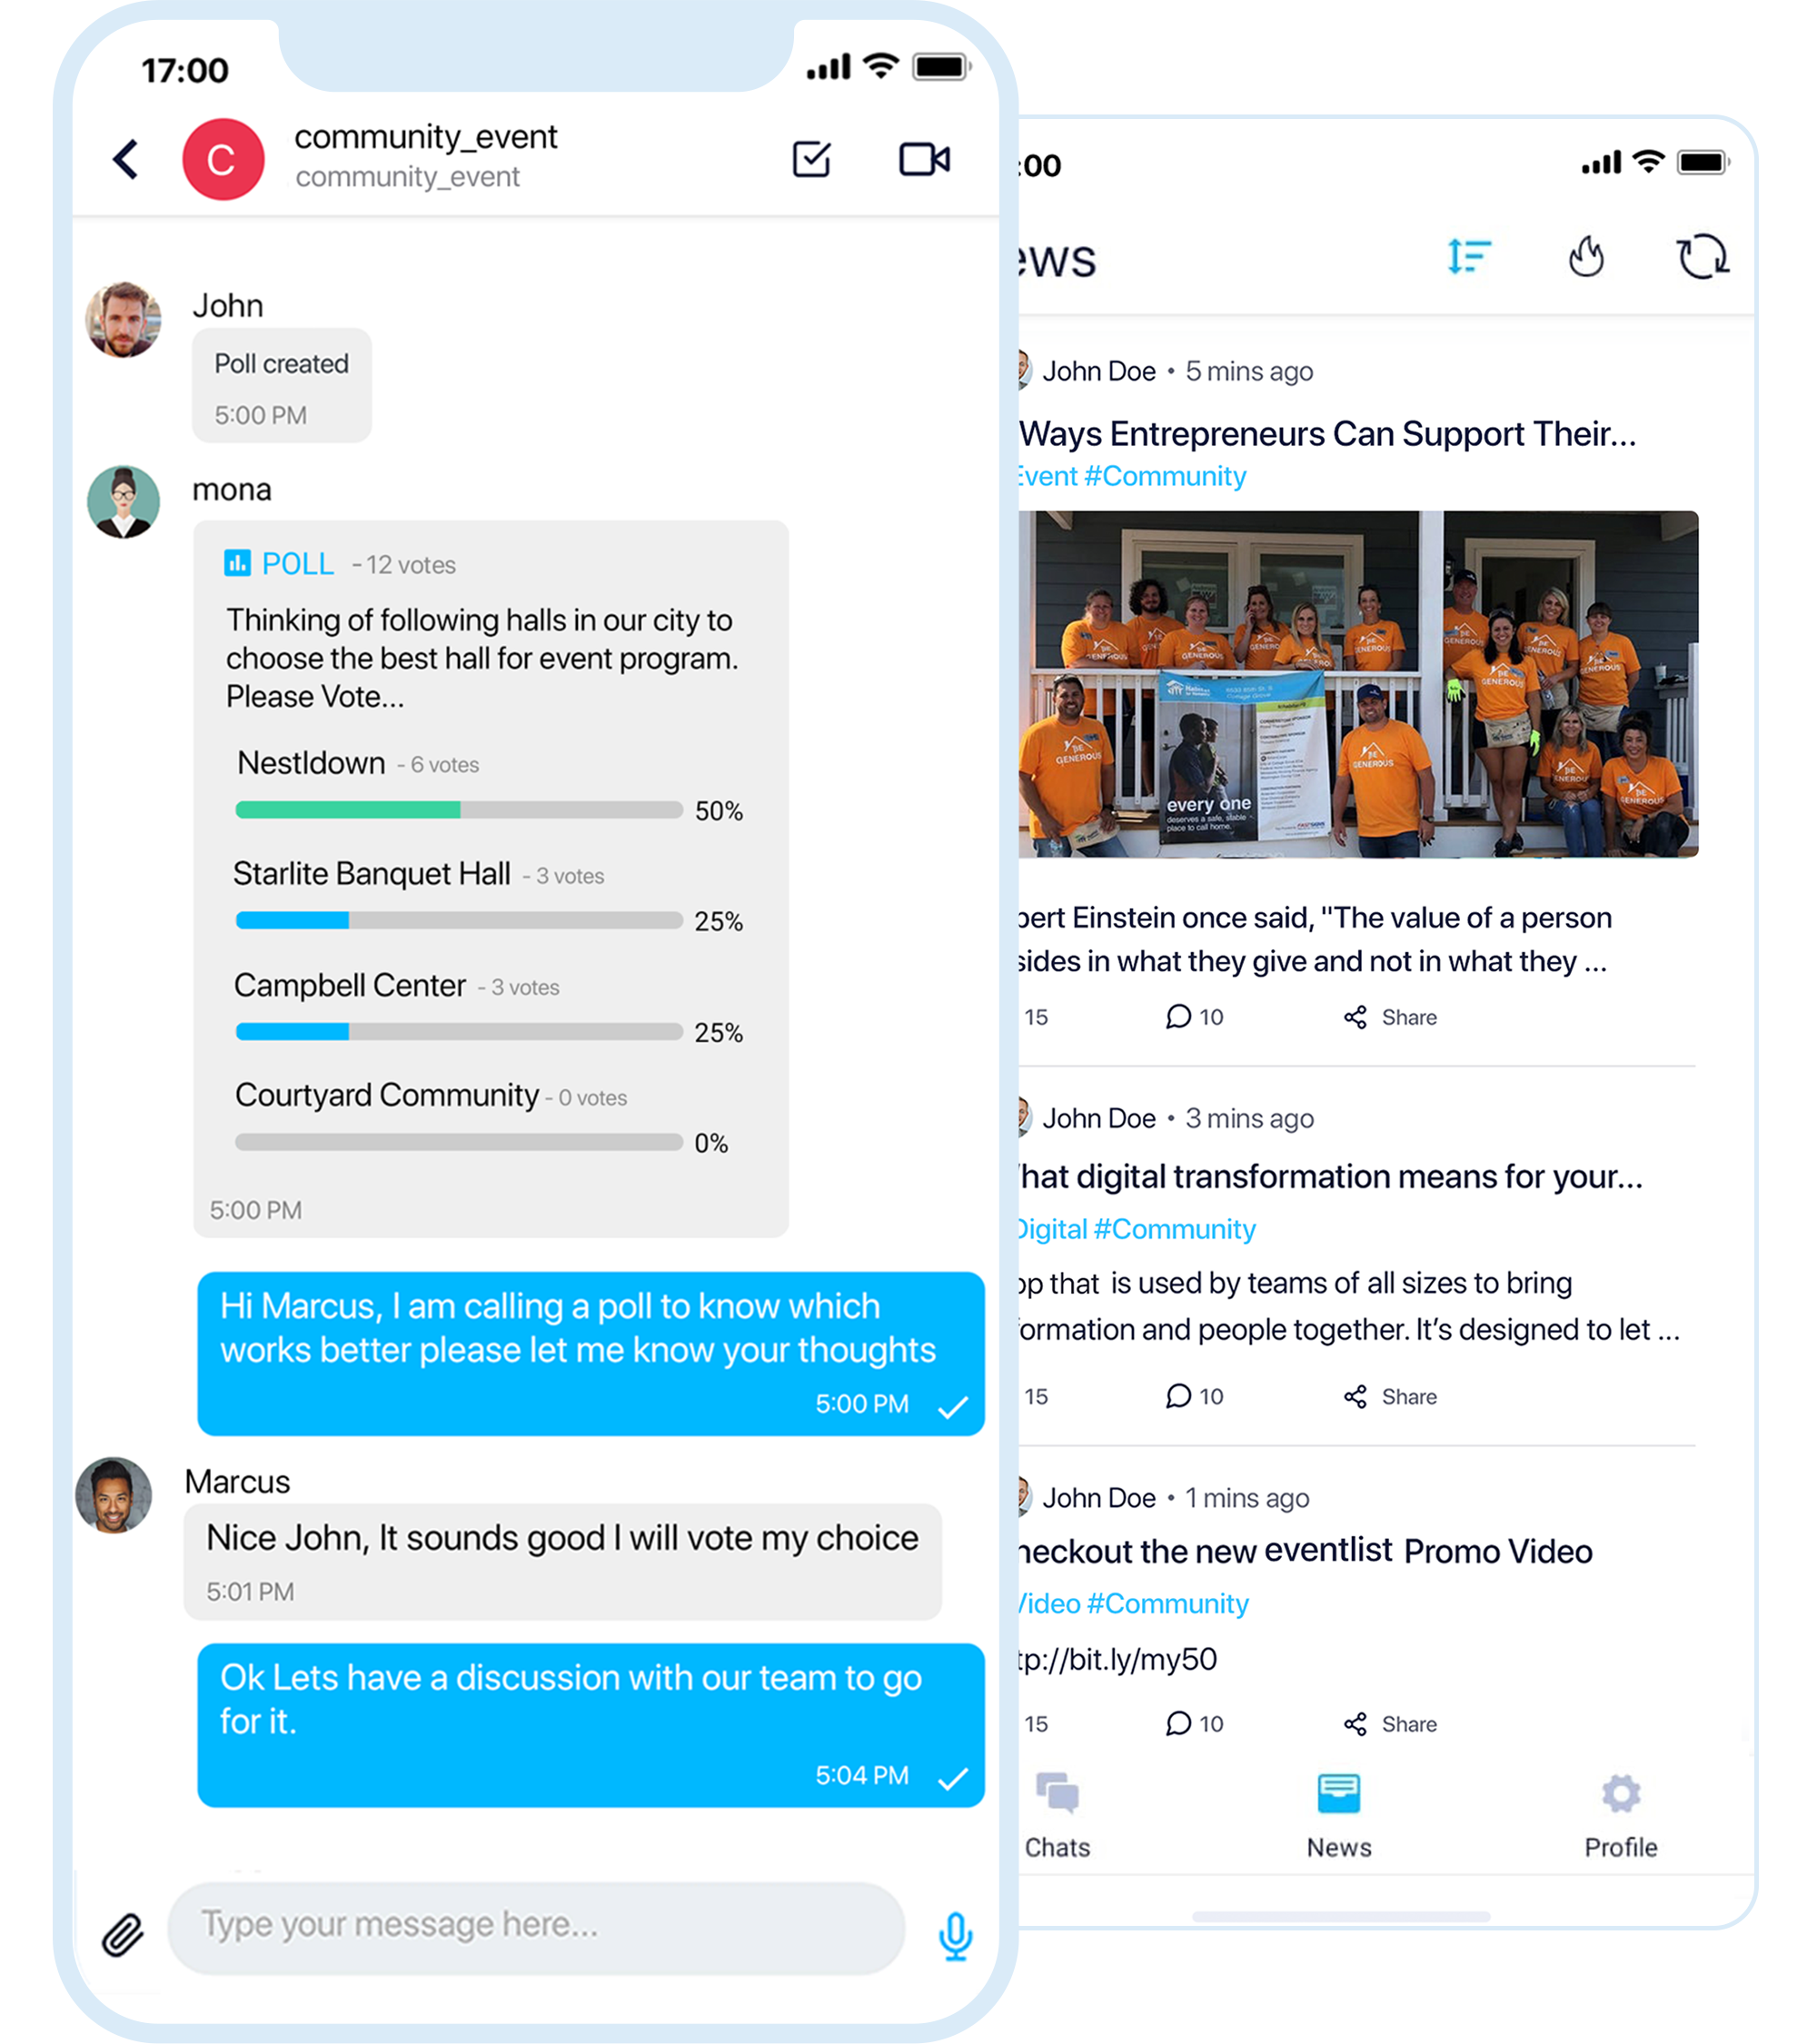 17:00
C
community_event
community_event
John
Poll created
5:00 PM
mona
POLL - 12 votes
Thinking of following halls in our city to
choose the best hall for event program.
Please Vote...
Nestldown - 6 votes
50%
Starlite Banquet Hall - 3 votes
25%
Campbell Center - 3 votes
25%
Courtyard Community - 0 votes
0%
5:00 PM
Hi Marcus, I am calling a poll to know which
works better please let me know your thoughts
5:00 PM
Marcus
Nice John, It sounds good I will vote my choice
5:01 PM
Ok Lets have a discussion with our team to go
for it.
5:04 PM
Type your message here...
:00
ews
John Doe • 5 mins ago
Ways Entrepreneurs Can Support Their...
Event #Community
BE GENEROUS
every one
deserves a safe, stable
place to call home.
bert Einstein once said, "The value of a person
sides in what they give and not in what they ...
15 10 Share
John Doe • 3 mins ago
hat digital transformation means for your...
Digital #Community
op that is used by teams of all sizes to bring
formation and people together. It's designed to let ...
15 10 Share
John Doe • 1 mins ago
heckout the new eventlist Promo Video
Video #Community
tp://bit.ly/my50
15 10 Share
Chats News Profile